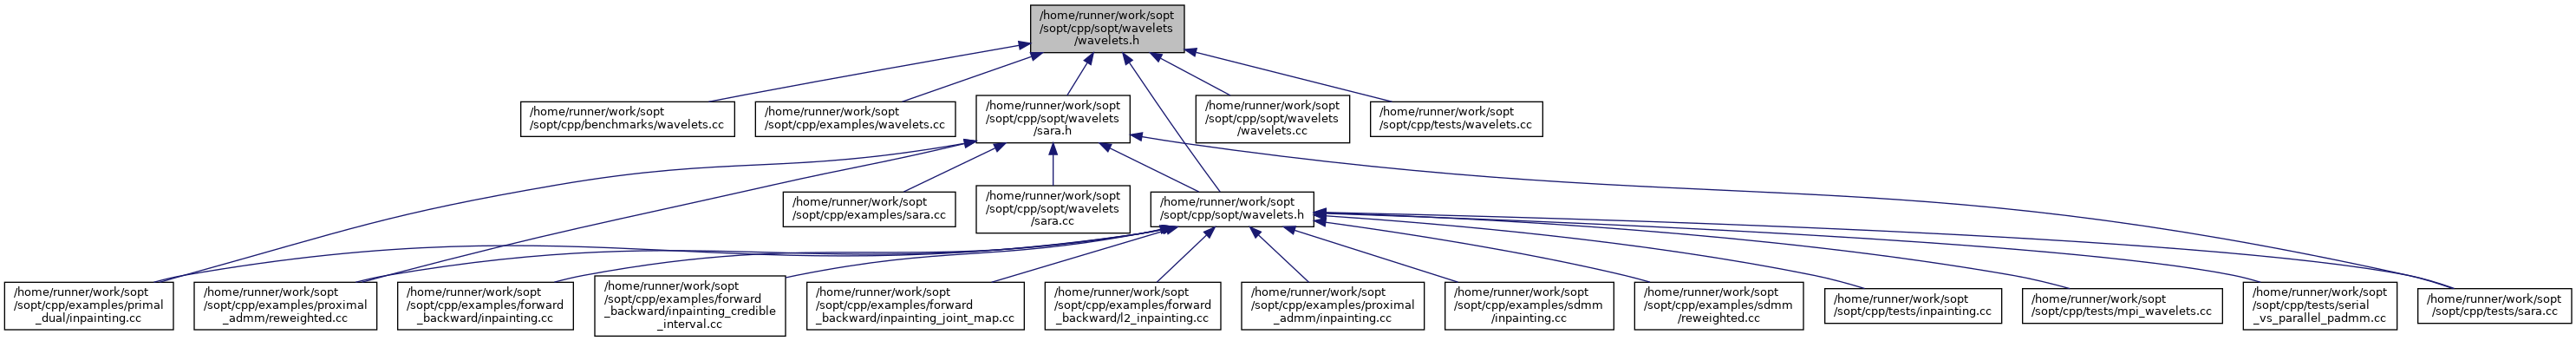 /home/runner/work/sopt
/sopt/cpp/sopt/wavelets
/wavelets.h
/home/runner/work/sopt
/sopt/cpp/benchmarks/wavelets.cc
/home/runner/work/sopt
/sopt/cpp/examples/wavelets.cc
/home/runner/work/sopt
/sopt/cpp/sopt/wavelets
/sara.h
/home/runner/work/sopt
/sopt/cpp/sopt/wavelets
/wavelets.cc
/home/runner/work/sopt
/sopt/cpp/tests/wavelets.cc
/home/runner/work/sopt
/sopt/cpp/examples/sara.cc
/home/runner/work/sopt
/sopt/cpp/sopt/wavelets
/sara.cc
/home/runner/work/sopt
/sopt/cpp/sopt/wavelets.h
/home/runner/work/sopt
/sopt/cpp/examples/primal
_dual/inpainting.cc
/home/runner/work/sopt
/sopt/cpp/examples/proximal
_admm/reweighted.cc
/home/runner/work/sopt
/sopt/cpp/examples/forward
_backward/inpainting.cc
/home/runner/work/sopt
/sopt/cpp/examples/forward
_backward/inpainting_credible
_interval.cc
/home/runner/work/sopt
/sopt/cpp/examples/forward
_backward/inpainting_joint_map.cc
/home/runner/work/sopt
/sopt/cpp/examples/forward
_backward/l2_inpainting.cc
/home/runner/work/sopt
/sopt/cpp/examples/proximal
_admm/inpainting.cc
/home/runner/work/sopt
/sopt/cpp/examples/sdmm
/inpainting.cc
/home/runner/work/sopt
/sopt/cpp/examples/sdmm
/reweighted.cc
/home/runner/work/sopt
/sopt/cpp/tests/inpainting.cc
/home/runner/work/sopt
/sopt/cpp/tests/mpi_wavelets.cc
/home/runner/work/sopt
/sopt/cpp/tests/serial
_vs_parallel_padmm.cc
/home/runner/work/sopt
/sopt/cpp/tests/sara.cc